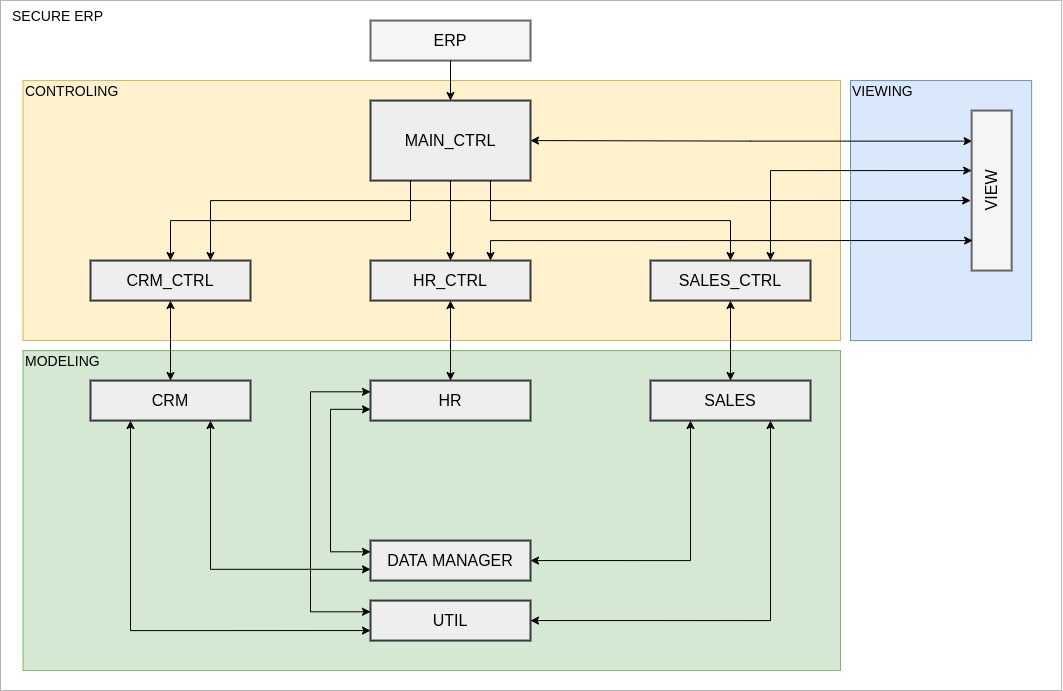 SECURE ERP
ERP
CONTROLING
VIEWING
MAIN_CTRL
VIEW
CRM_CTRL
HR_CTRL
SALES_CTRL
MODELING
CRM
HR
SALES
DATA MANAGER
UTIL